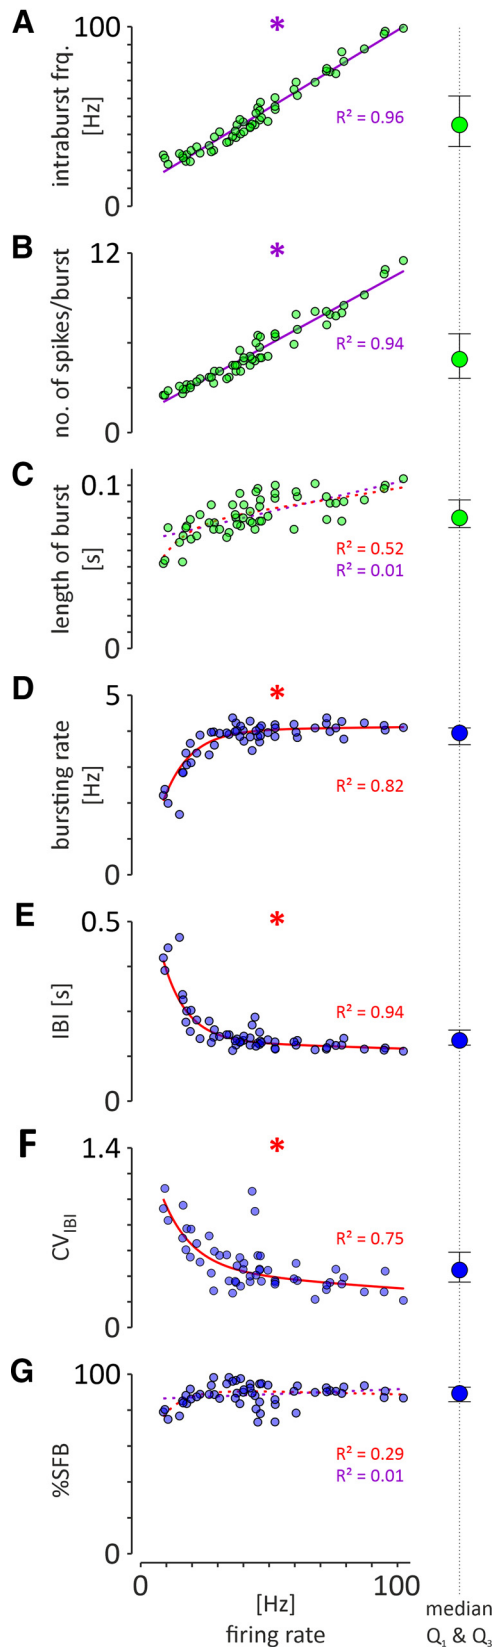 A
100
*
intraburst frq.
[Hz]
R² = 0.96
0
B
12
*
no. of spikes/burst
R² = 0.94
0
C
0.1
length of burst
[s]
R² = 0.52
R² = 0.01
0
D
5
*
bursting rate
[Hz]
R² = 0.82
0
E
0.5
*
IBI [s]
R² = 0.94
0
F
1.4
*
CV_IBI
R² = 0.75
0
G
100
%SFB
R² = 0.29
R² = 0.01
0
0 [Hz] 100
firing rate
median
Q₁ & Q₃